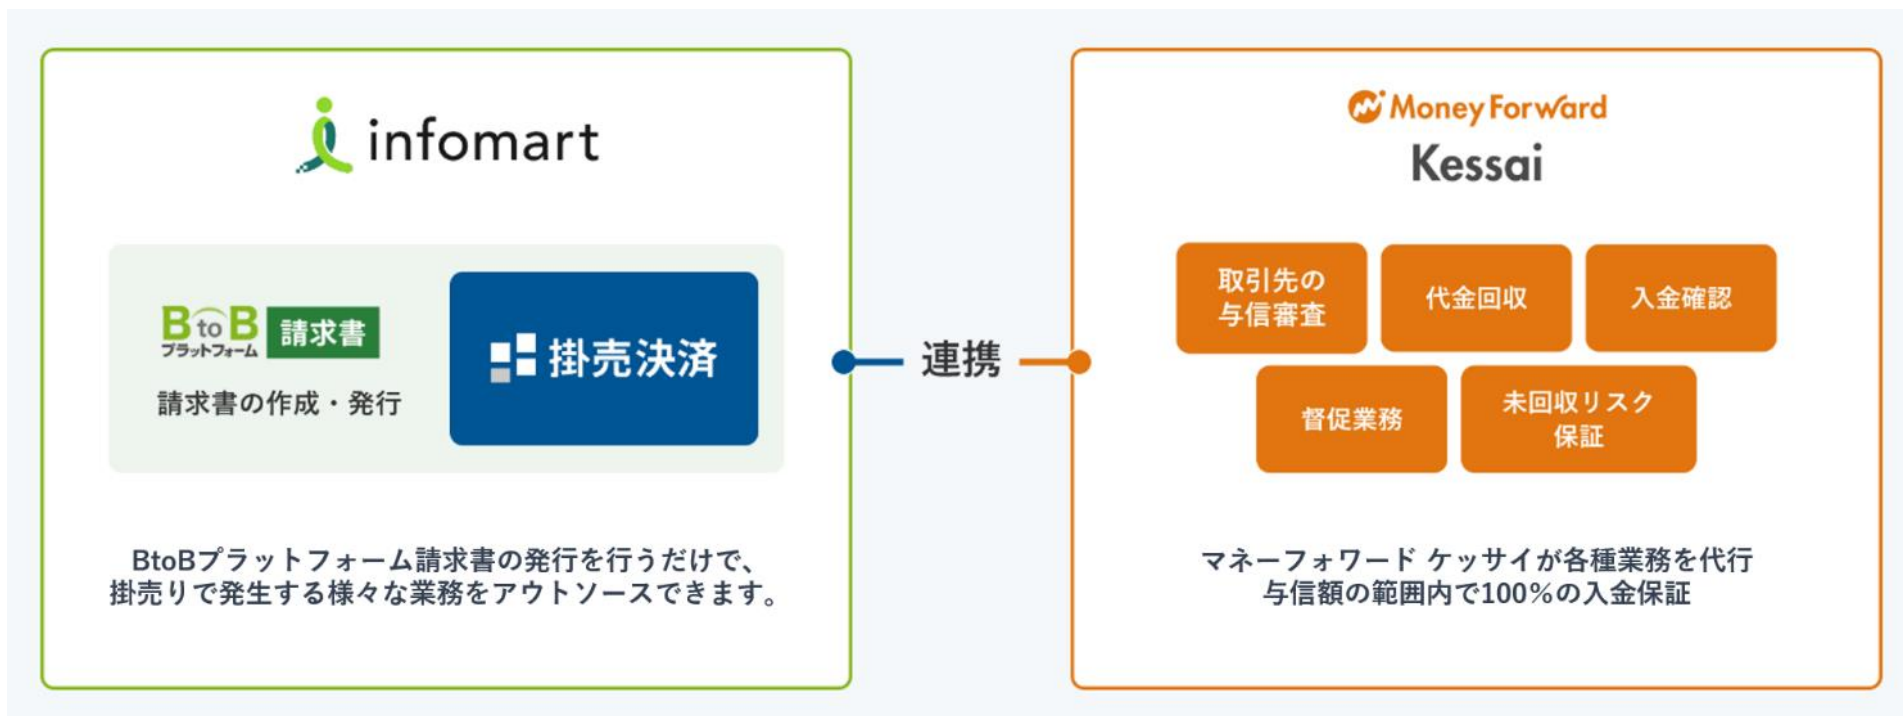 infomart
BtoB
プラットフォーム
請求書
請求書の作成・発行
掛売決済
BtoBプラットフォーム請求書の発行を行うだけで、
掛売りで発生する様々な業務をアウトソースできます。
連携
Money Forward
Kessai
取引先の
与信審査
代金回収
入金確認
督促業務
未回収リスク
保証
マネーフォワード ケッサイが各種業務を代行
与信額の範囲内で100%の入金保証